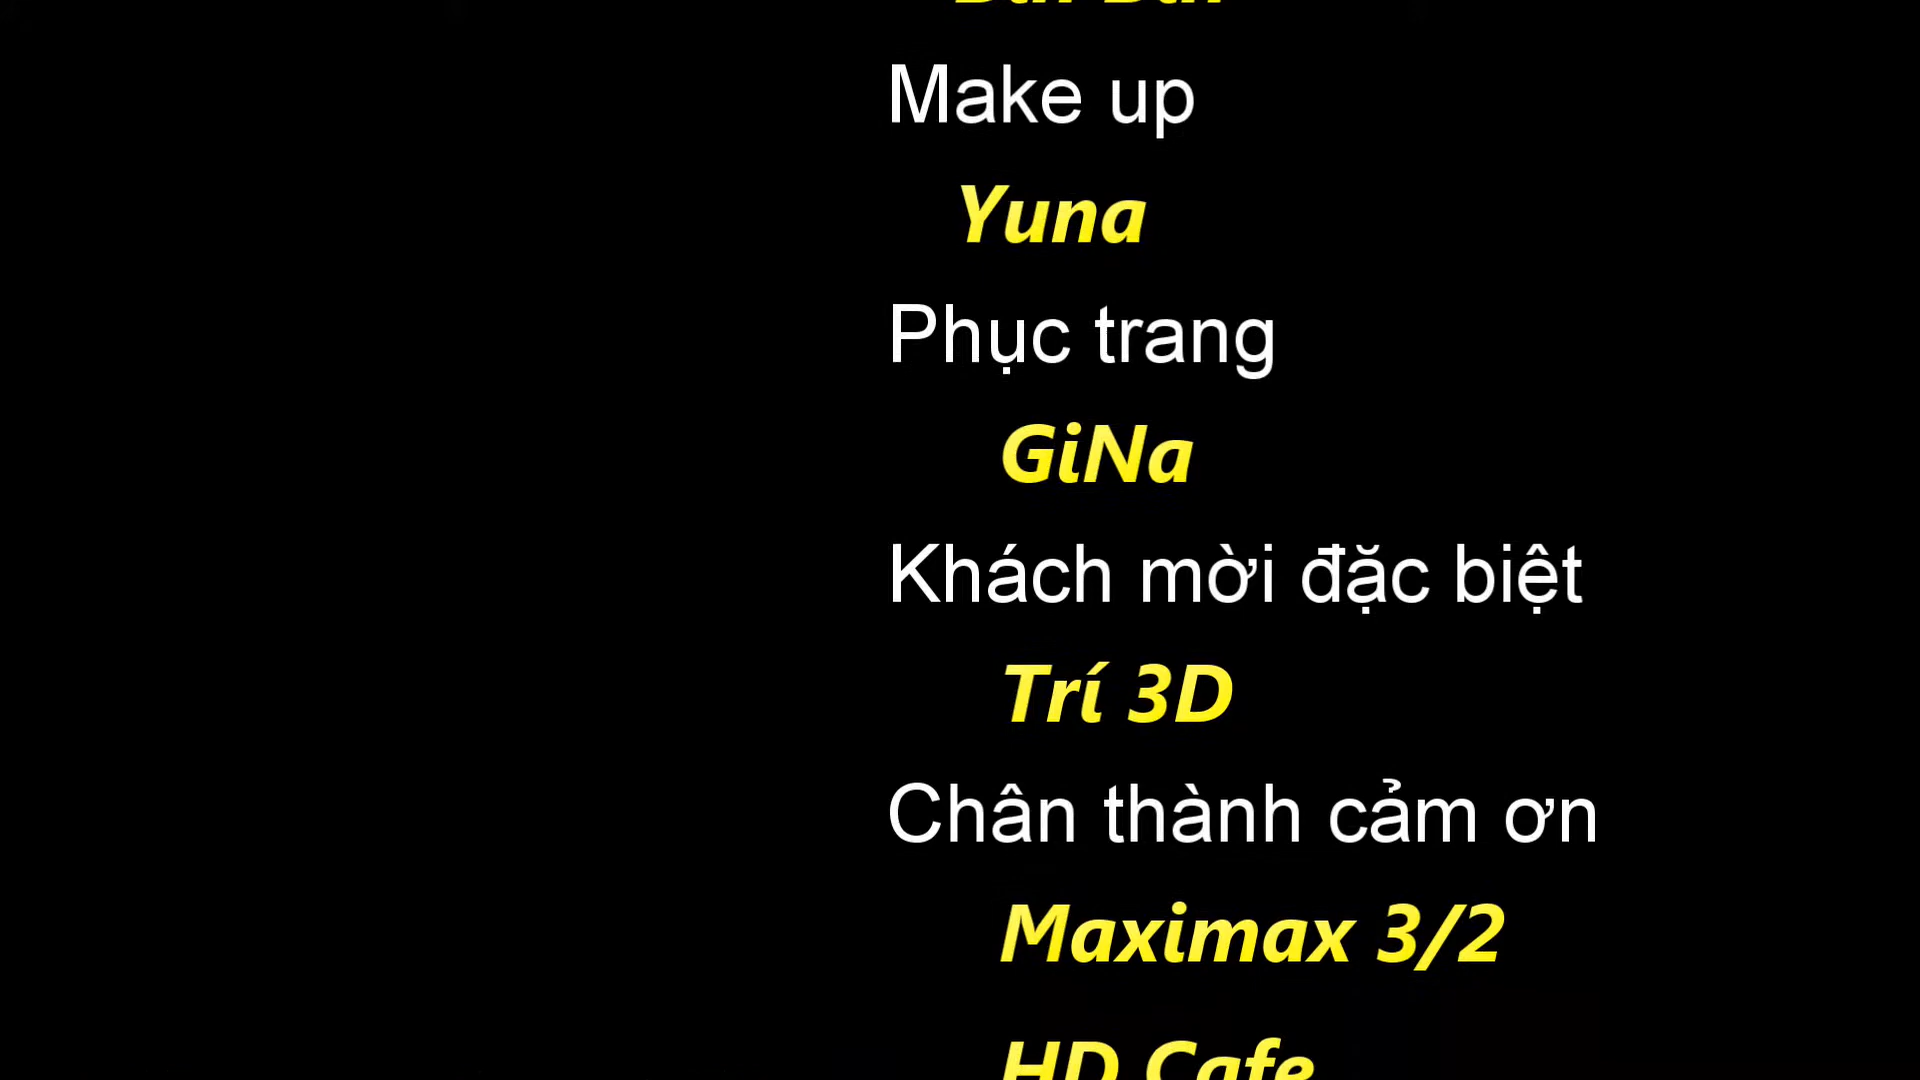 Make up
Yuna
Phục trang
GiNa
Khách mời đặc biệt
Trí 3D
Chân thành cảm ơn
Maximax 3/2
HD Cafe